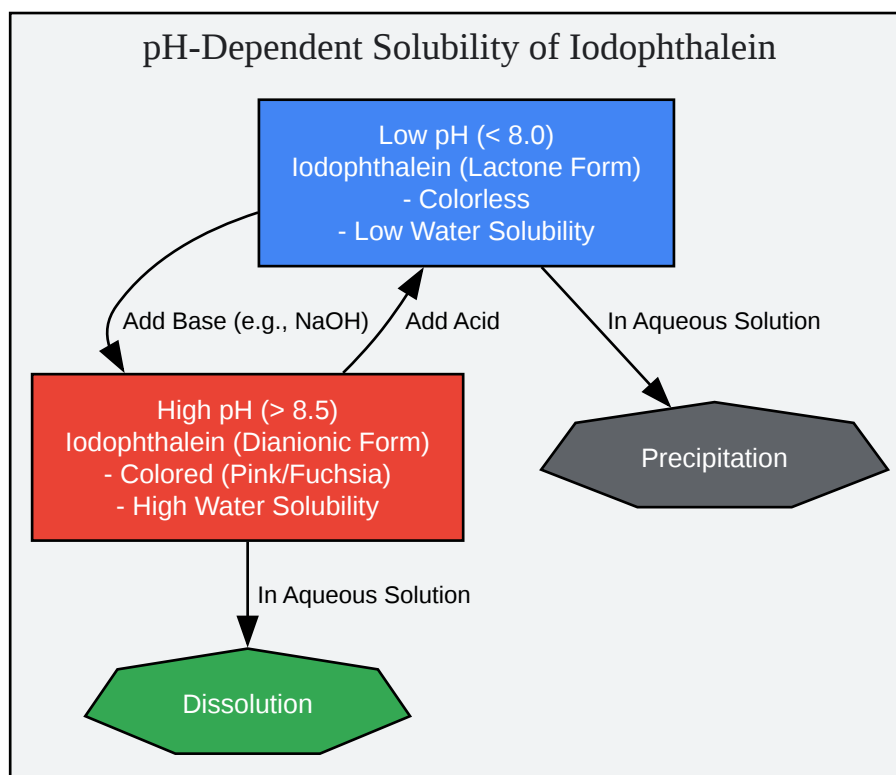 pH-Dependent Solubility of Iodophthalein
Low pH (< 8.0)
Iodophthalein (Lactone Form)
- Colorless
- Low Water Solubility
Add Base (e.g., NaOH)
Add Acid
In Aqueous Solution
High pH (> 8.5)
Iodophthalein (Dianionic Form)
- Colored (Pink/Fuchsia)
- High Water Solubility
Precipitation
In Aqueous Solution
Dissolution